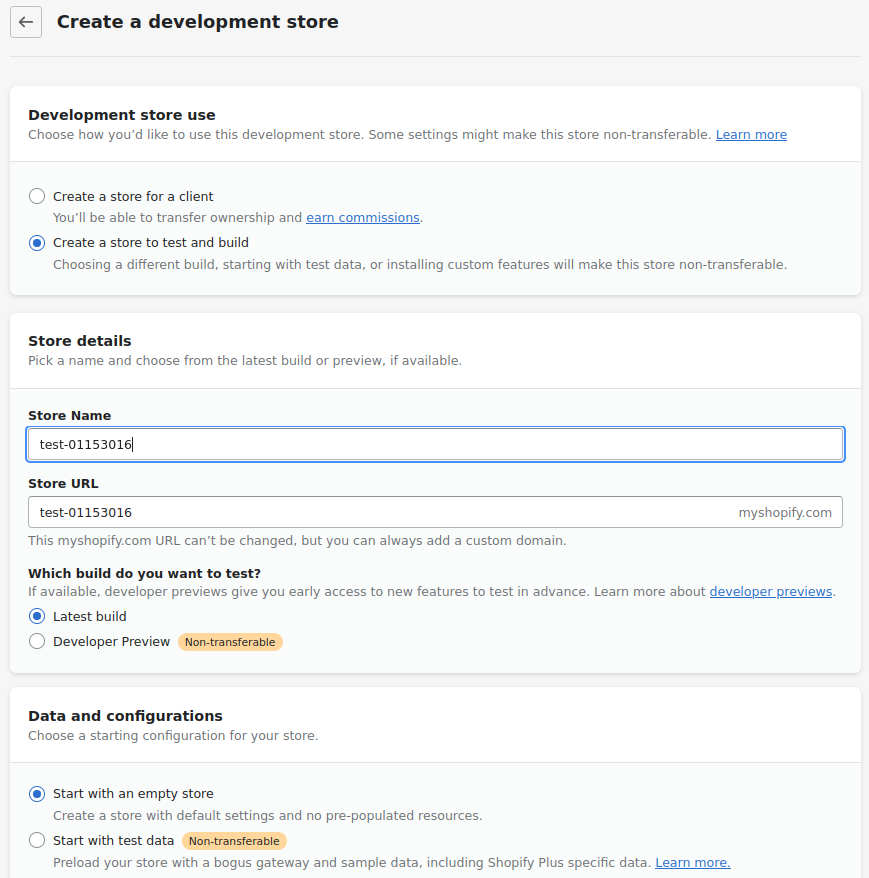 Create a development store
Development store use
Choose how you’d like to use this development store. Some settings might make this store non-transferable. Learn more
Create a store for a client
You’ll be able to transfer ownership and earn commissions.
Create a store to test and build
Choosing a different build, starting with test data, or installing custom features will make this store non-transferable.
Store details
Pick a name and choose from the latest build or preview, if available.
Store Name
test-01153016
Store URL
test-01153016 myshopify.com
This myshopify.com URL can’t be changed, but you can always add a custom domain.
Which build do you want to test?
If available, developer previews give you early access to new features to test in advance. Learn more about developer previews.
Latest build
Developer Preview Non-transferable
Data and configurations
Choose a starting configuration for your store.
Start with an empty store
Create a store with default settings and no pre-populated resources.
Start with test data Non-transferable
Preload your store with a bogus gateway and sample data, including Shopify Plus specific data. Learn more.